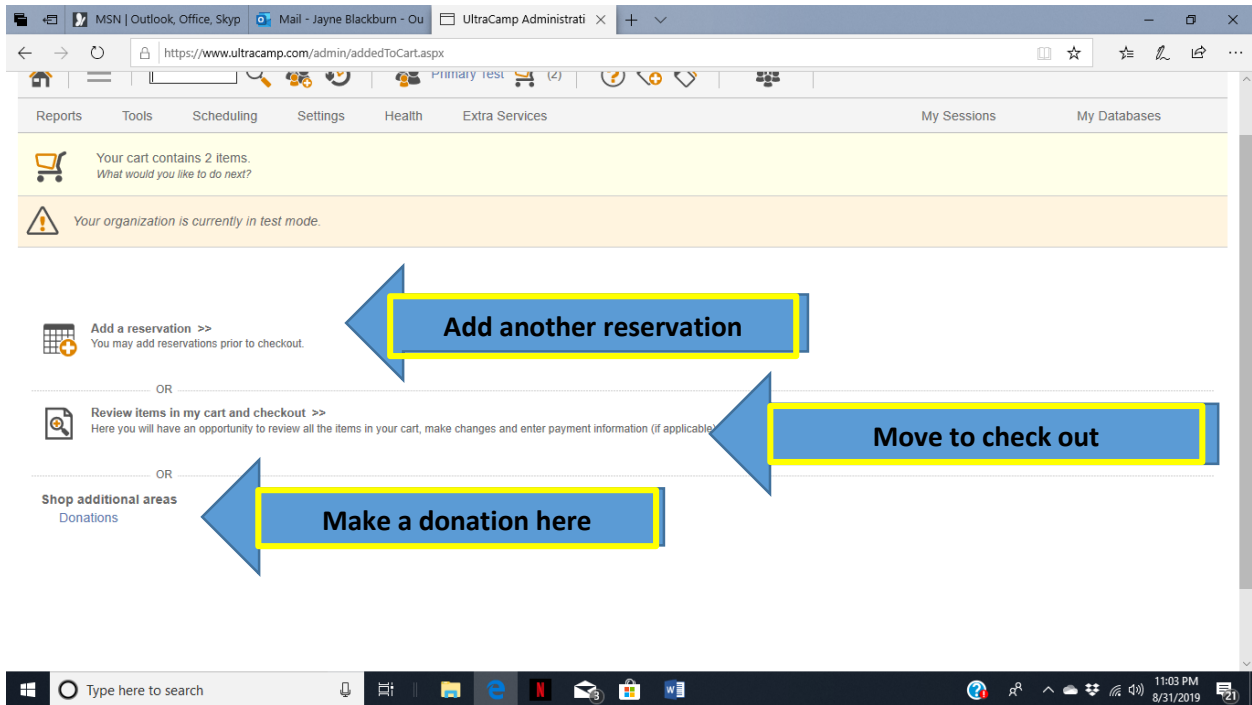 MSN | Outlook, Office, Skyp
Mail - Jayne Blackburn - Ou
UltraCamp Administrati
https://www.ultracamp.com/admin/addedToCart.aspx
Primary Test (2)
Reports Tools Scheduling Settings Health Extra Services My Sessions My Databases
Your cart contains 2 items.
What would you like to do next?
Your organization is currently in test mode.
Add a reservation >>
You may add reservations prior to checkout.
Add another reservation
OR
Review items in my cart and checkout >>
Here you will have an opportunity to review all the items in your cart, make changes and enter payment information (if applicable)
Move to check out
OR
Shop additional areas
Donations
Make a donation here
Type here to search
3
11:03 PM
8/31/2019
21